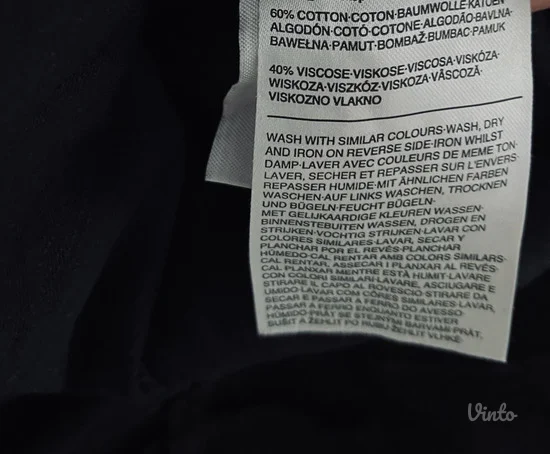 60% COTTON·COTON·BAUMWOLLE·KATOEN
ALGODÓN·COTÓ·COTONE·ALGODÃO·BAVLNA·
BAWEŁNA·PAMUT·BOMBAŽ·BUMBAC·PAMUK
40% VISCOSE·VISKOSE·VISCOSA·VISKÓZA·
WISKOZA·VISZKÓZ·VISKOZA·VÂSCOZĂ·
VISKOZNO VLAKNO
WASH WITH SIMILAR COLOURS·WASH, DRY
AND IRON ON REVERSE SIDE·IRON WHILST
DAMP·LAVER AVEC COULEURS DE MEME TON·
LAVER, SECHER ET REPASSER SUR L'ENVERS·
REPASSER HUMIDE·MIT ÄHNLICHEN FARBEN
WASCHEN·AUF LINKS WASCHEN, TROCKNEN
UND BÜGELN·FEUCHT BÜGELN·
MET GELIJKAARDIGE KLEUREN WASSEN·
BINNENSTEBUITEN WASSEN, DROGEN EN
STRIJKEN·VOCHTIG STRIJKEN·LAVAR CON
COLORES SIMILARES·LAVAR, SECAR Y
PLANCHAR POR EL REVÉS·PLANCHAR
HÚMEDO·CAL RENTAR AMB COLORS SIMILARS·
CAL RENTAR, ASSECAR I PLANXAR AL REVÉS·
CAL PLANXAR MENTRE ESTÀ HUMIT·LAVARE
CON COLORI SIMILARI·LAVARE, ASCIUGARE E
STIRARE IL CAPO AL ROVESCIO·STIRARE DA
UMIDO·LAVAR COM CÔRES SIMILARES·LAVAR,
SECAR E PASSAR A FERRO DO AVESSO
PASSAR A FERRO ENQUANTO ESTIVER
HÚMIDO·PRÁT SE STEJNÝMI BARVAMI·PRÁT,
SUŠIT A ŽEHLIT PO RUBU·ŽEHLIT VLHKÉ·
Vinto